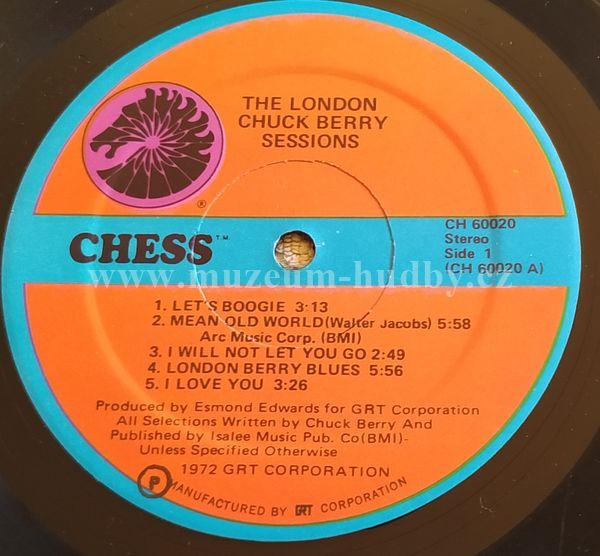 THE LONDON
CHUCK BERRY
SESSIONS
®
CHESS T.M.
CH 60020
Stereo
Side 1
(CH 60020 A)
www.muzeum-hudby.cz
1. LET'S BOOGIE 3:13
2. MEAN OLD WORLD (Walter Jacobs) 5:58
Arc Music Corp. (BMI)
3. I WILL NOT LET YOU GO 2:49
4. LONDON BERRY BLUES 5:56
5. I LOVE YOU 3:26
Produced by Esmond Edwards for GRT Corporation
All Selections Written by Chuck Berry And
Published by Isalee Music Pub. Co (BMI)-
Unless Specified Otherwise
℗ 1972 GRT CORPORATION
MANUFACTURED BY GRT CORPORATION